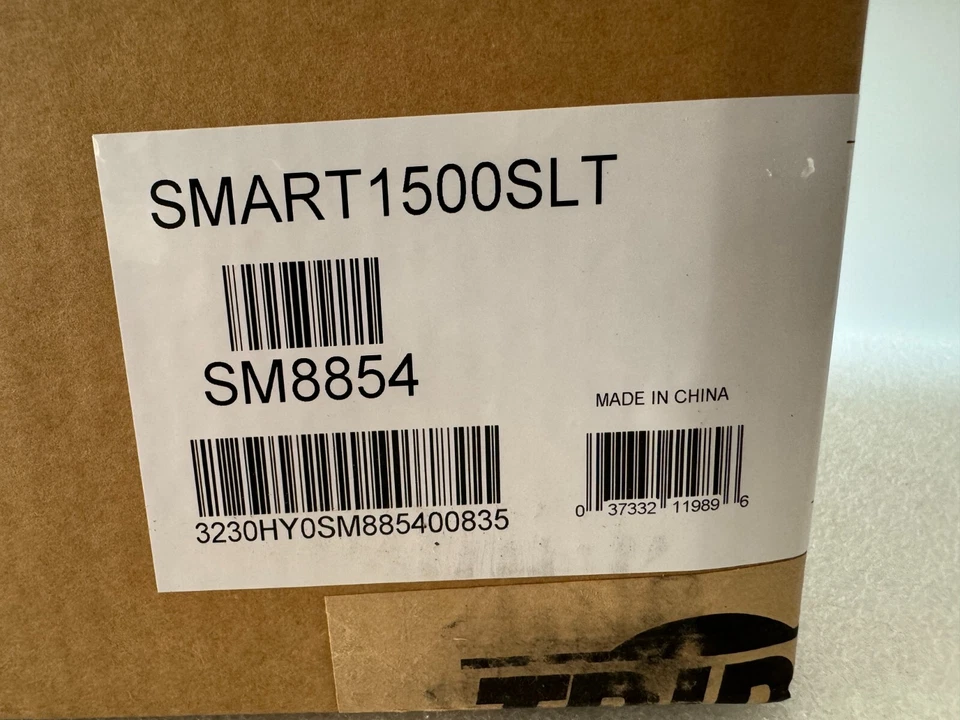 SMART1500SLT
SM8854
MADE IN CHINA
3230HY0SM885400835
0 37332 11989 6